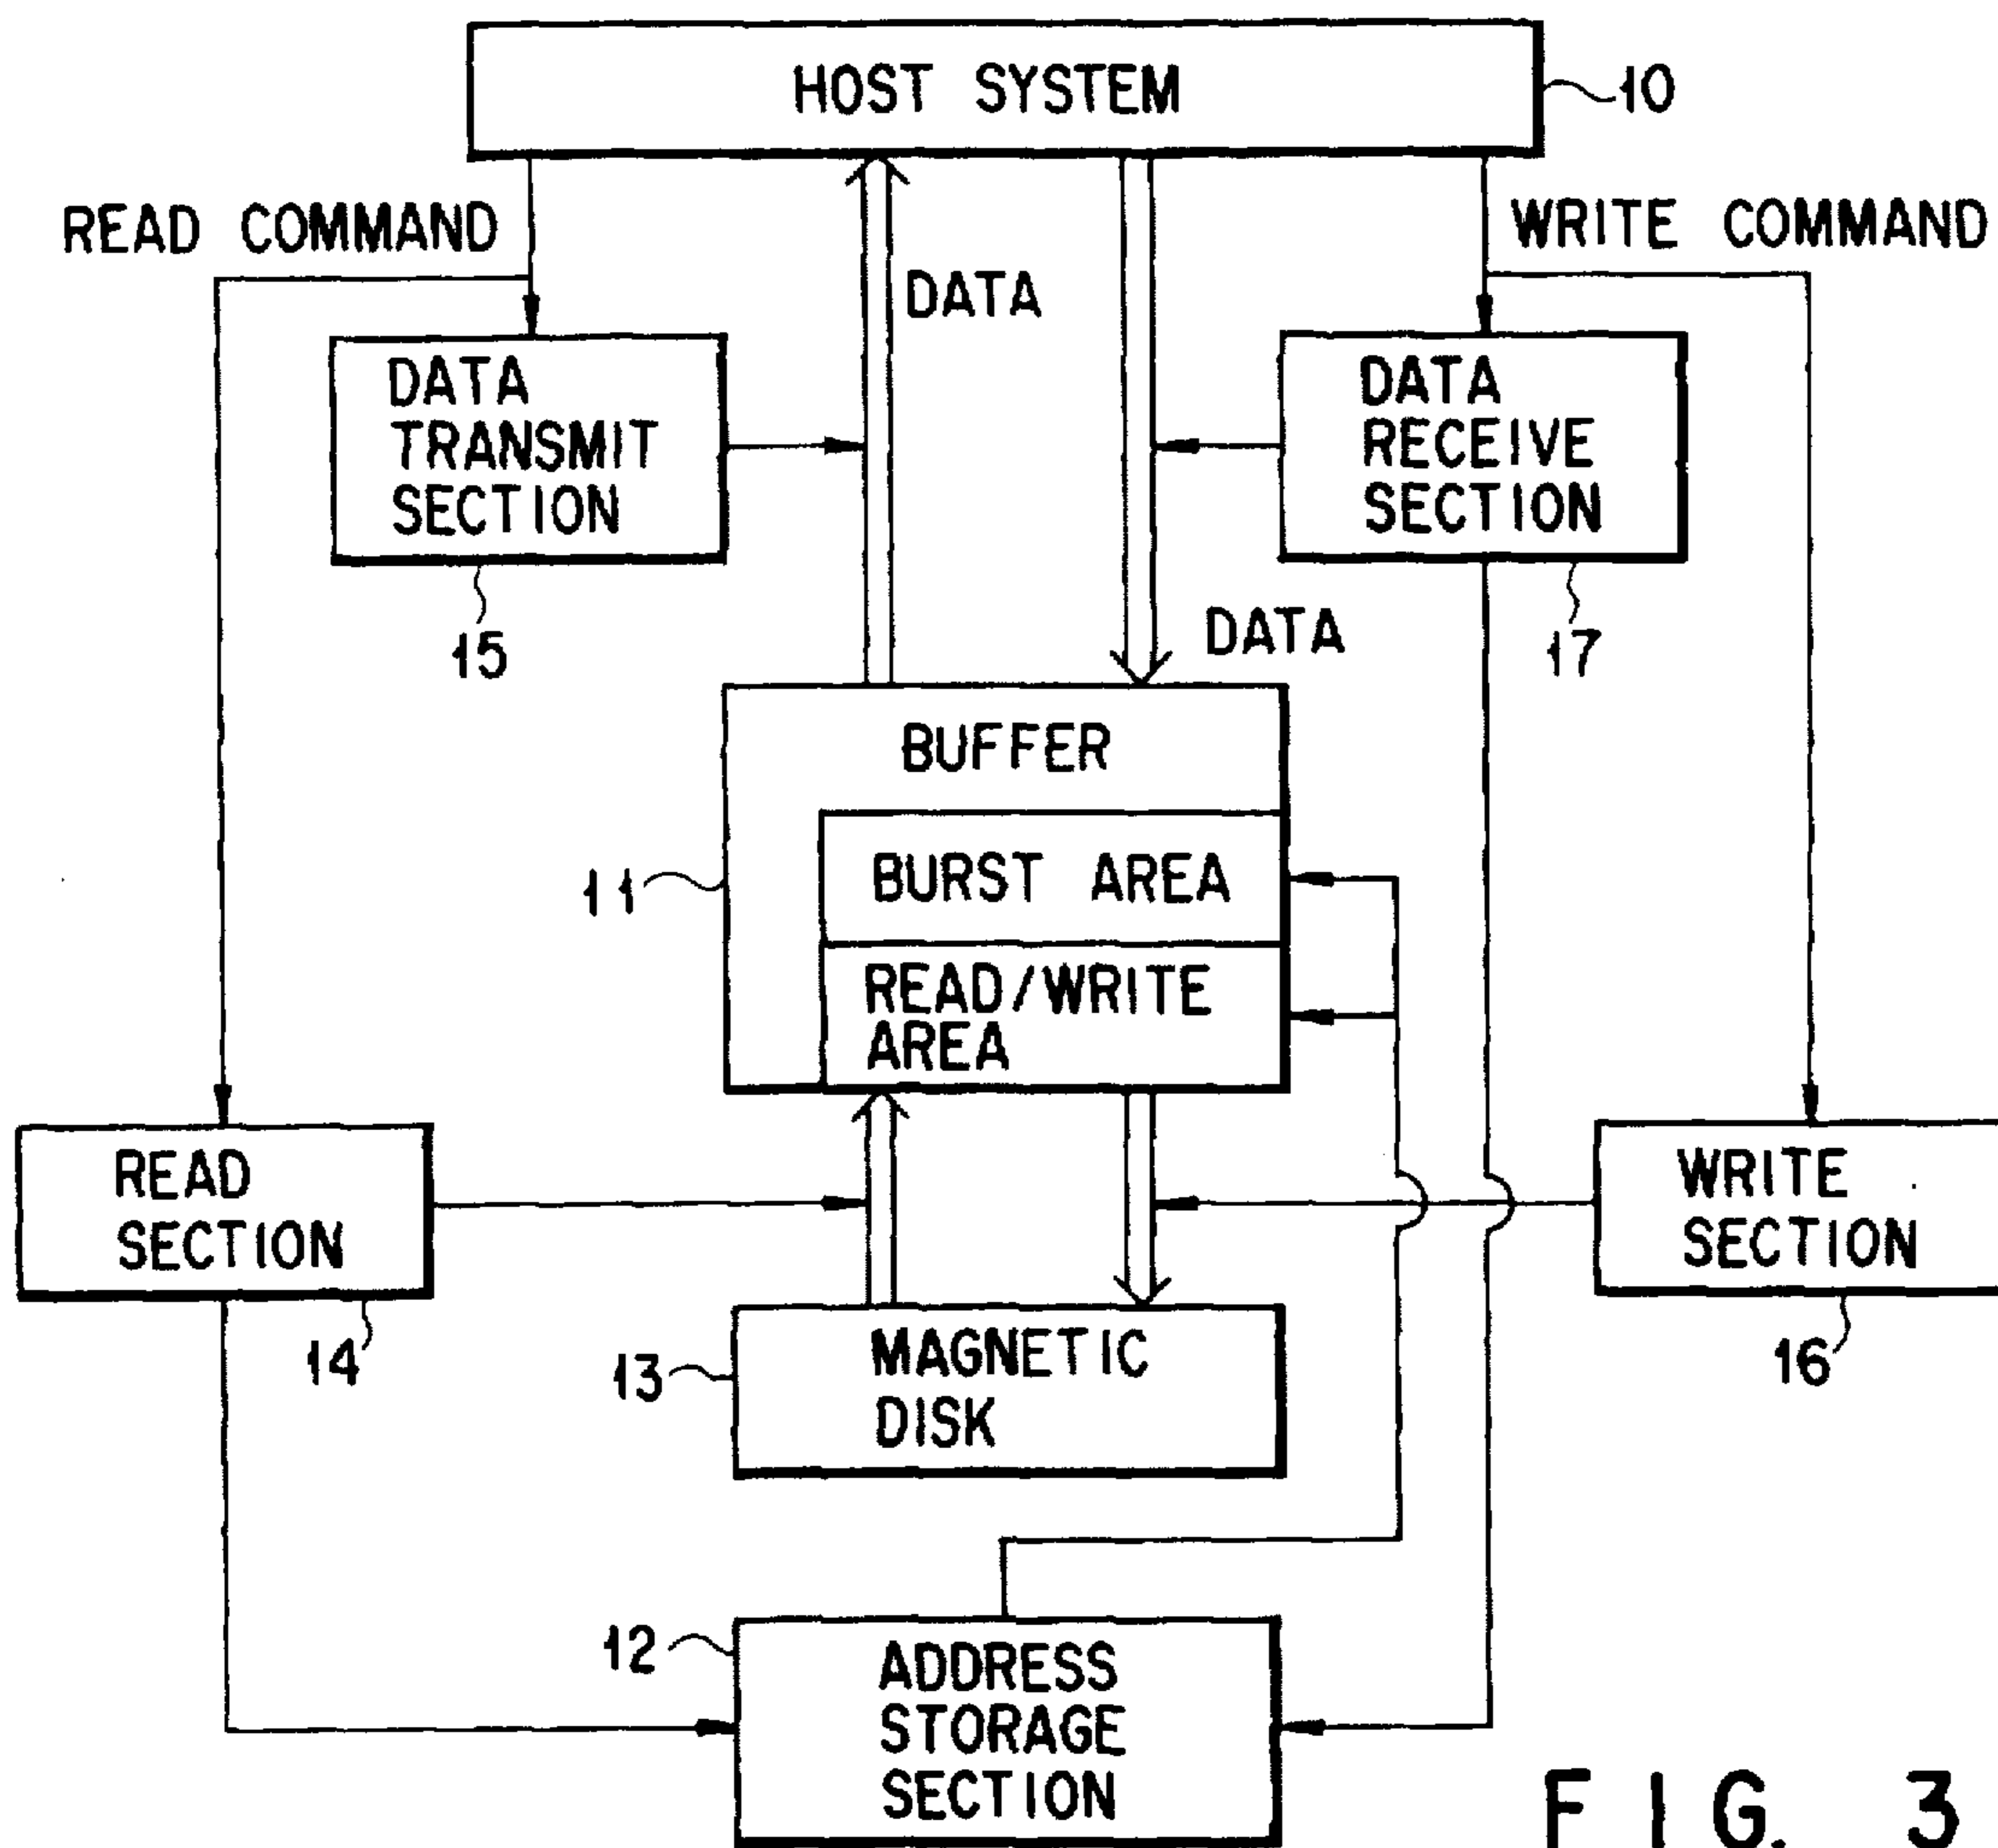 HOST SYSTEM
10
READ COMMAND
WRITE COMMAND
DATA
DATA
TRANSMIT
SECTION
15
DATA
RECEIVE
SECTION
17
DATA
BUFFER
11
BURST AREA
READ/WRITE
AREA
READ
SECTION
14
WRITE
SECTION
16
13
MAGNETIC
DISK
12
ADDRESS
STORAGE
SECTION
FIG. 3